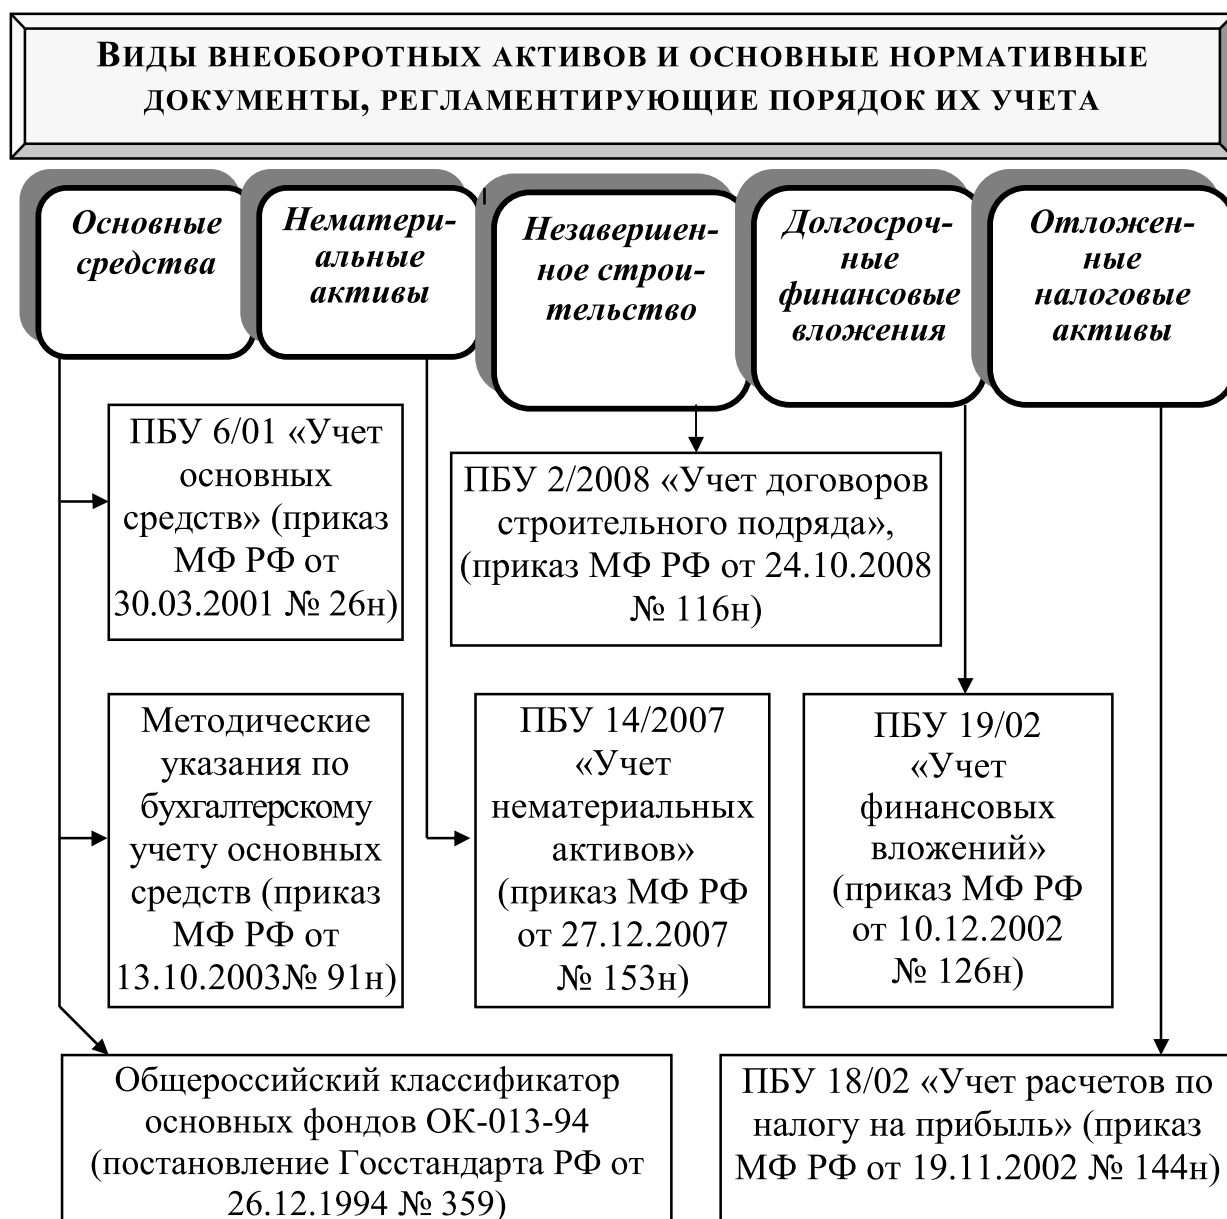 ВИДЫ ВНЕОБОРОТНЫХ АКТИВОВ И ОСНОВНЫЕ НОРМАТИВНЫЕ
ДОКУМЕНТЫ, РЕГЛАМЕНТИРУЮЩИЕ ПОРЯДОК ИХ УЧЕТА
Основные
средства
Нематери-
альные
активы
Незавершен-
ное строи-
тельство
Долгосроч-
ные
финансовые
вложения
Отложен-
ные
налоговые
активы
ПБУ 6/01 «Учет
основных
средств» (приказ
МФ РФ от
30.03.2001 № 26н)
ПБУ 2/2008 «Учет договоров
строительного подряда»,
(приказ МФ РФ от 24.10.2008
№ 116н)
Методические
указания по
бухгалтерскому
учету основных
средств (приказ
МФ РФ от
13.10.2003№ 91н)
ПБУ 14/2007
«Учет
нематериальных
активов»
(приказ МФ РФ
от 27.12.2007
№ 153н)
ПБУ 19/02
«Учет
финансовых
вложений»
(приказ МФ РФ
от 10.12.2002
№ 126н)
Общероссийский классификатор
основных фондов ОК-013-94
(постановление Госстандарта РФ от
26.12.1994 № 359)
ПБУ 18/02 «Учет расчетов по
налогу на прибыль» (приказ
МФ РФ от 19.11.2002 № 144н)